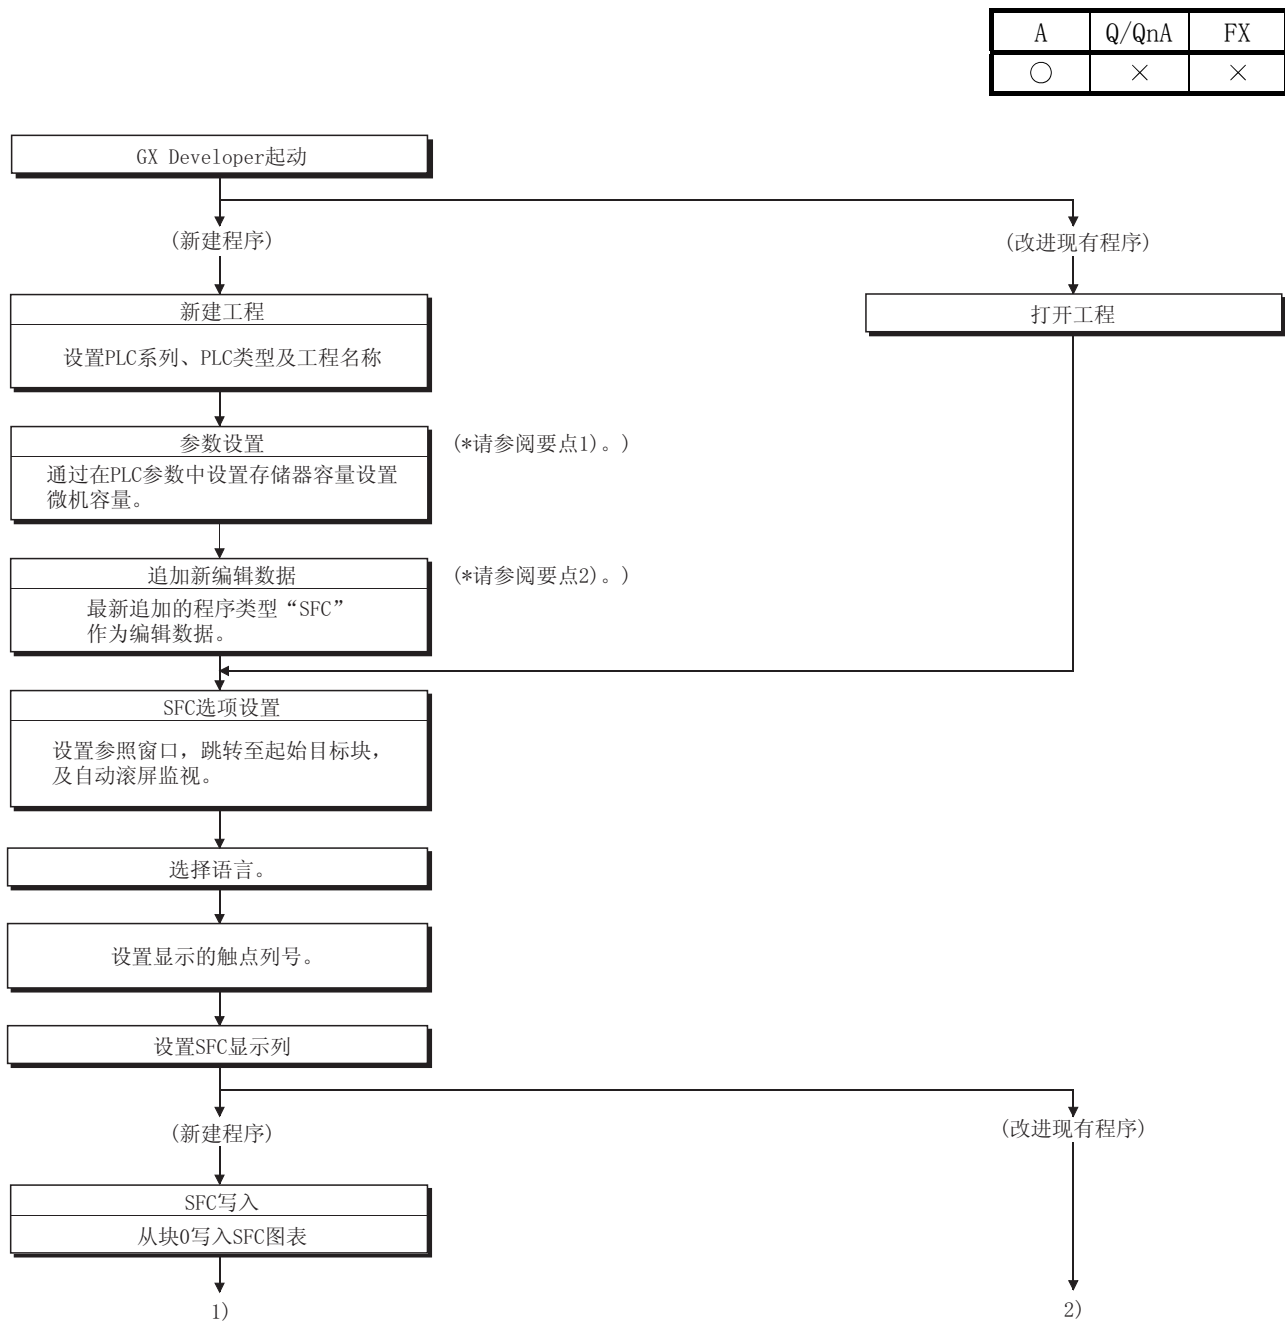 A Q/QnA FX
○ × ×
GX Developer起动
(新建程序)
(改进现有程序)
新建工程
设置PLC系列、PLC类型及工程名称
打开工程
参数设置
(*请参阅要点1)。)
通过在PLC参数中设置存储器容量设置
微机容量。
追加新编辑数据
(*请参阅要点2)。)
最新追加的程序类型“SFC”
作为编辑数据。
SFC选项设置
设置参照窗口，跳转至起始目标块，
及自动滚屏监视。
选择语言。
设置显示的触点列号。
设置SFC显示列
(新建程序)
(改进现有程序)
SFC写入
从块0写入SFC图表
1)
2)